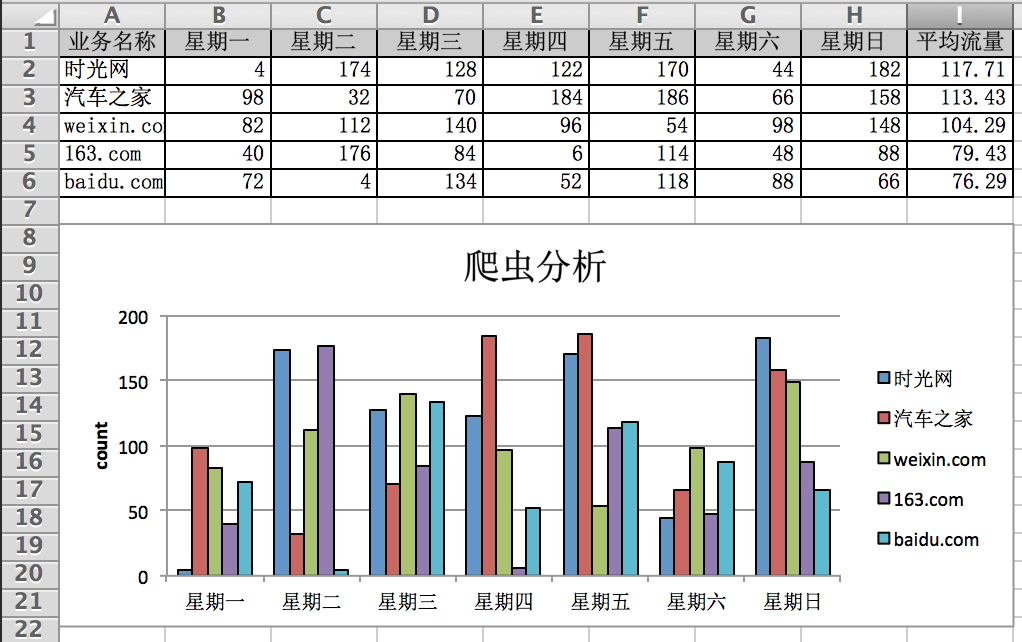 A B C D E F G H I
1 业务名称 星期一 星期二 星期三 星期四 星期五 星期六 星期日 平均流量
2 时光网 4 174 128 122 170 44 182 117.71
3 汽车之家 98 32 70 184 186 66 158 113.43
4 weixin.co 82 112 140 96 54 98 148 104.29
5 163.com 40 176 84 6 114 48 88 79.43
6 baidu.com 72 4 134 52 118 88 66 76.29
7
8
9
10
11
12
13
14
15
16
17
18
19
20
21
22
爬虫分析
count
200
150
100
50
0
星期一 星期二 星期三 星期四 星期五 星期六 星期日
时光网
汽车之家
weixin.com
163.com
baidu.com